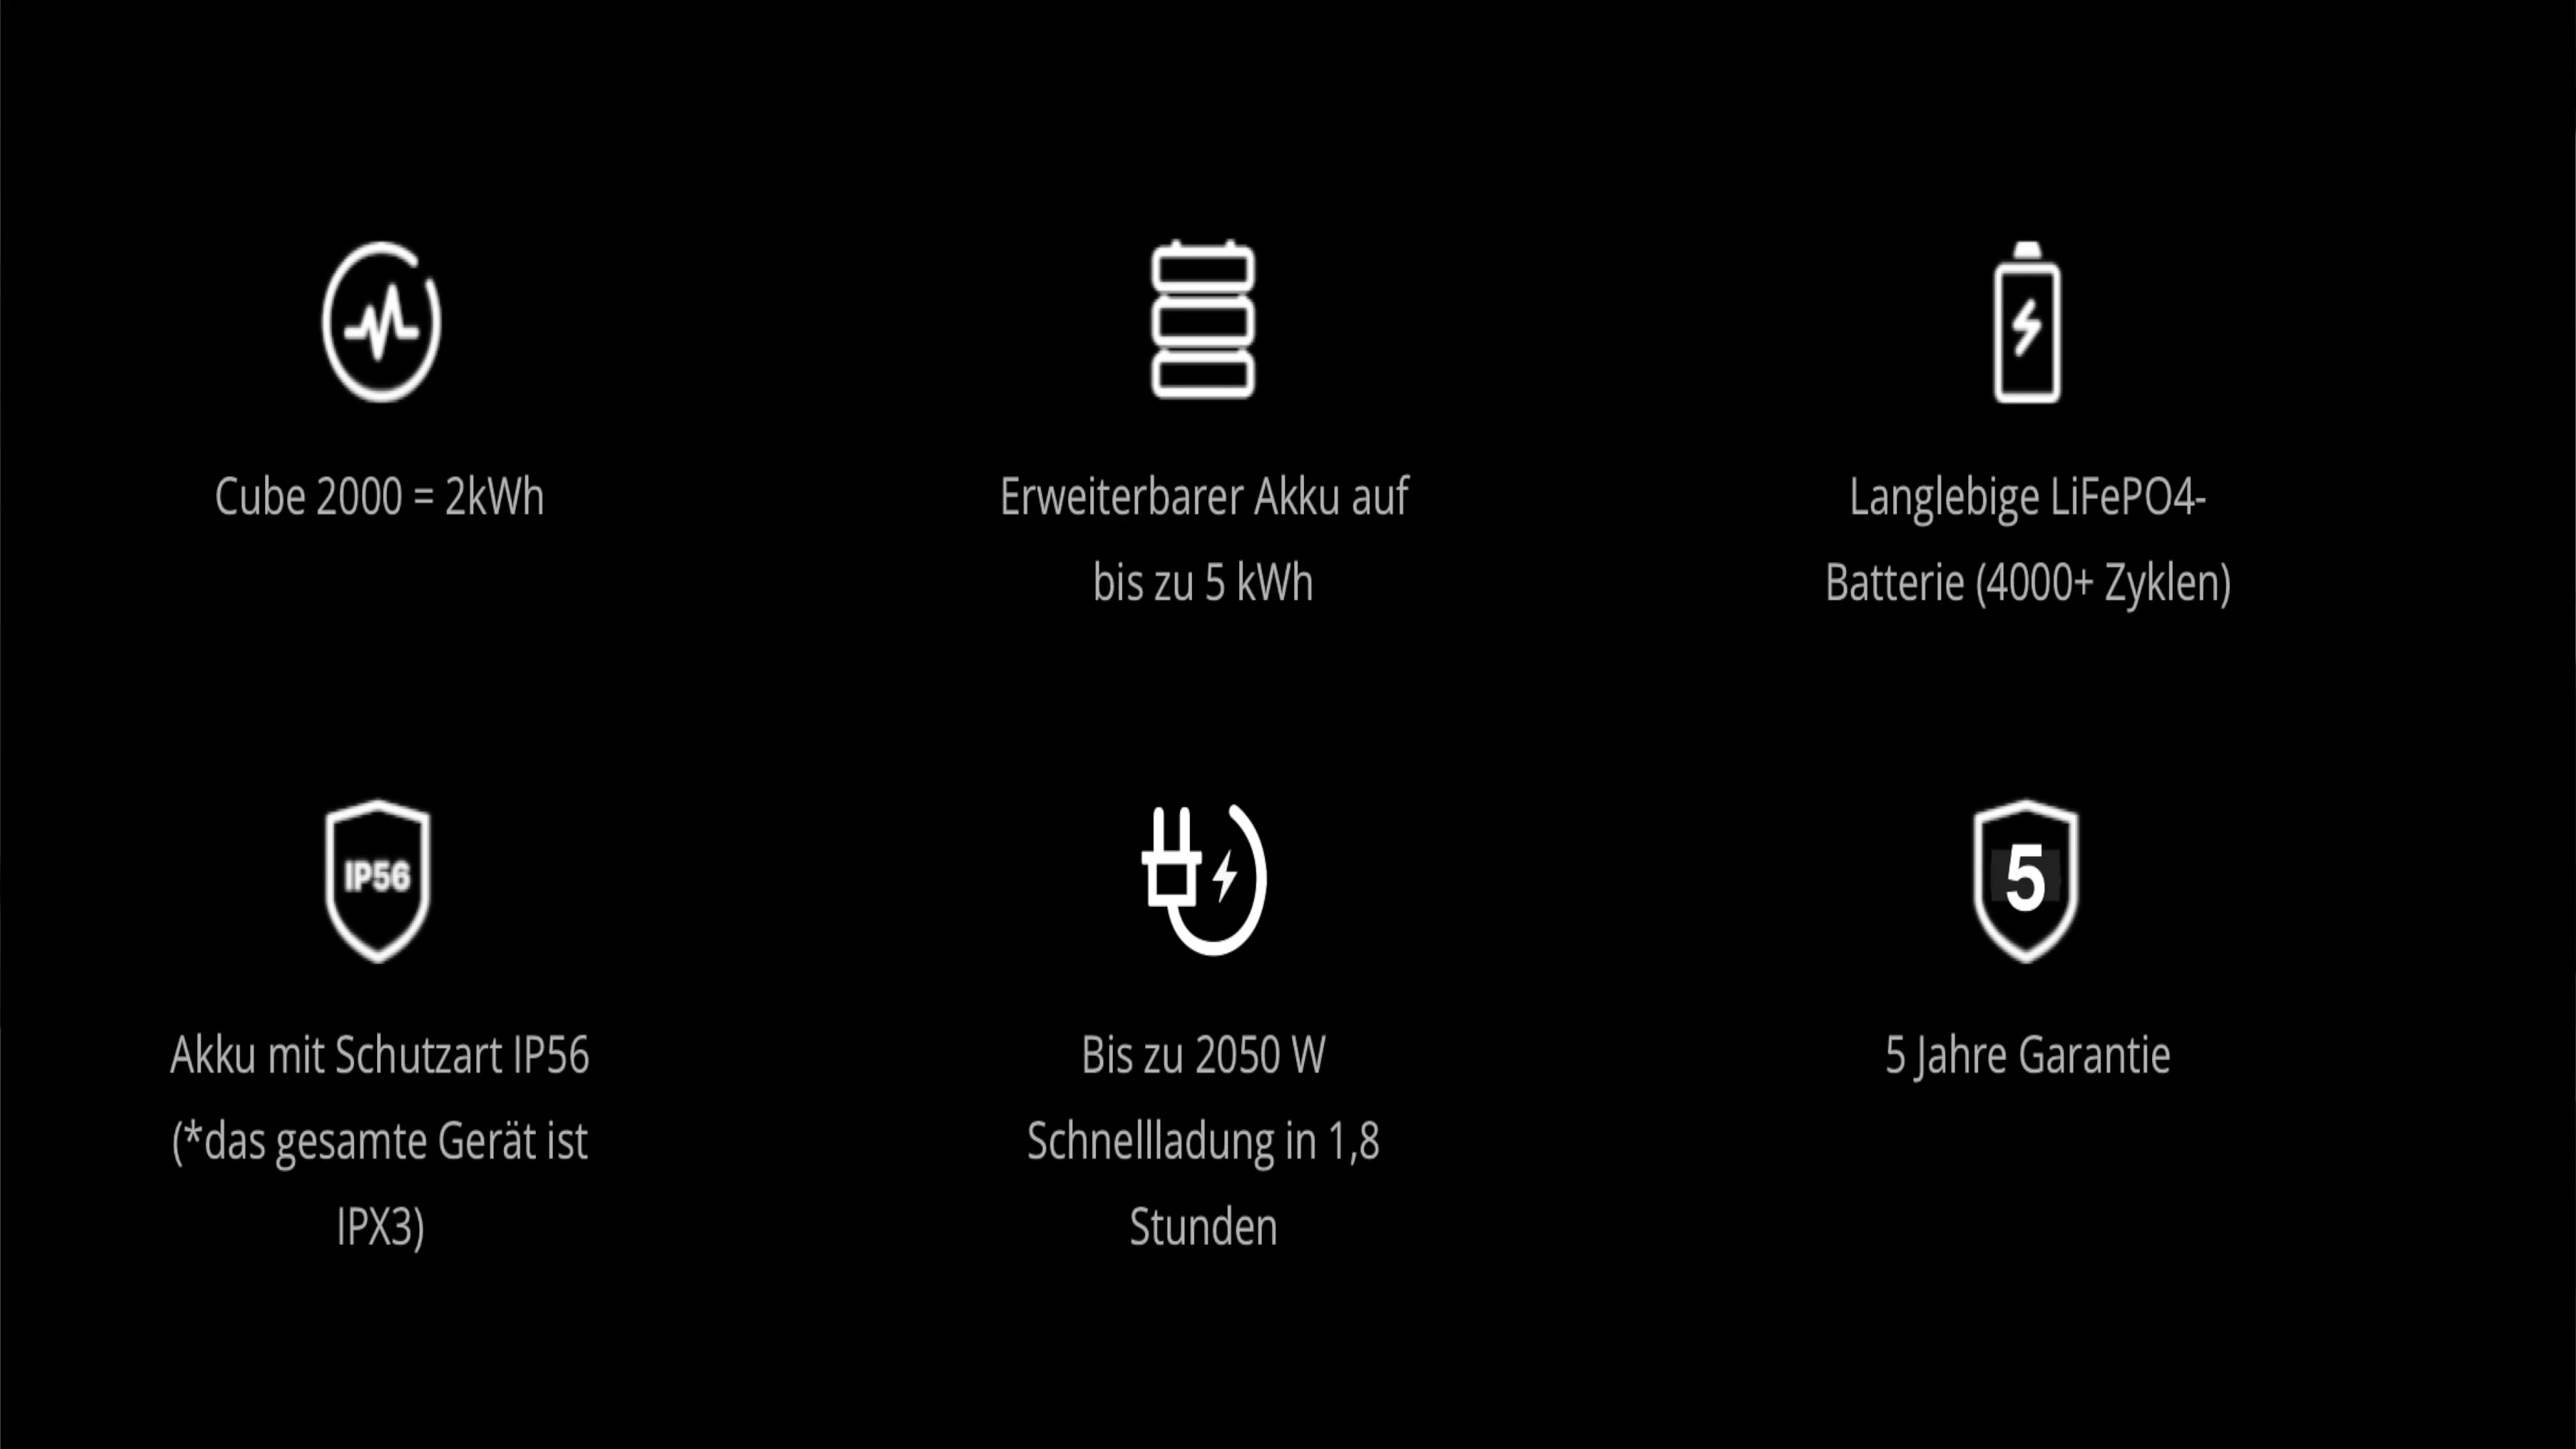 Cube 2000 = 2kWh
Erweiterbarer Akku auf
bis zu 5 kWh
Langlebige LiFePO4-
Batterie (4000+ Zyklen)
IP56
Akku mit Schutzart IP56
(*das gesamte Gerät ist
IPX3)
Bis zu 2050 W
Schnellladung in 1,8
Stunden
5
5 Jahre Garantie